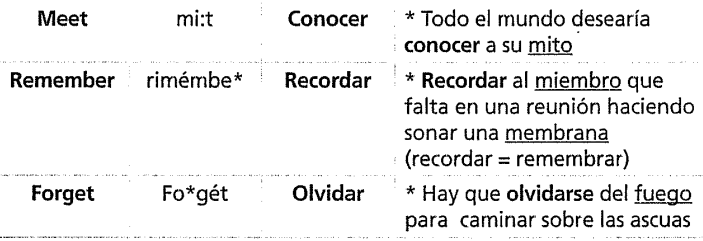 Meet mi:t Conocer * Todo el mundo desearía
conocer a su mito
Remember rimémbe* Recordar * Recordar al miembro que
falta en una reunión haciendo
sonar una membrana
(recordar = remembrar)
Forget Fo*gét Olvidar * Hay que olvidarse del fuego
para caminar sobre las ascuas